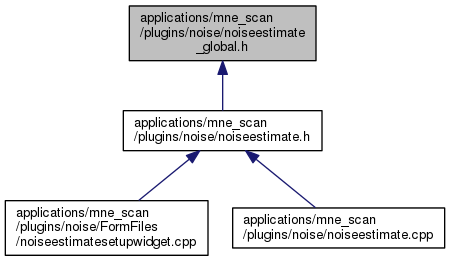 applications/mne_scan
/plugins/noise/noiseestimate
_global.h
applications/mne_scan
/plugins/noise/noiseestimate.h
applications/mne_scan
/plugins/noise/FormFiles
/noiseestimatesetupwidget.cpp
applications/mne_scan
/plugins/noise/noiseestimate.cpp